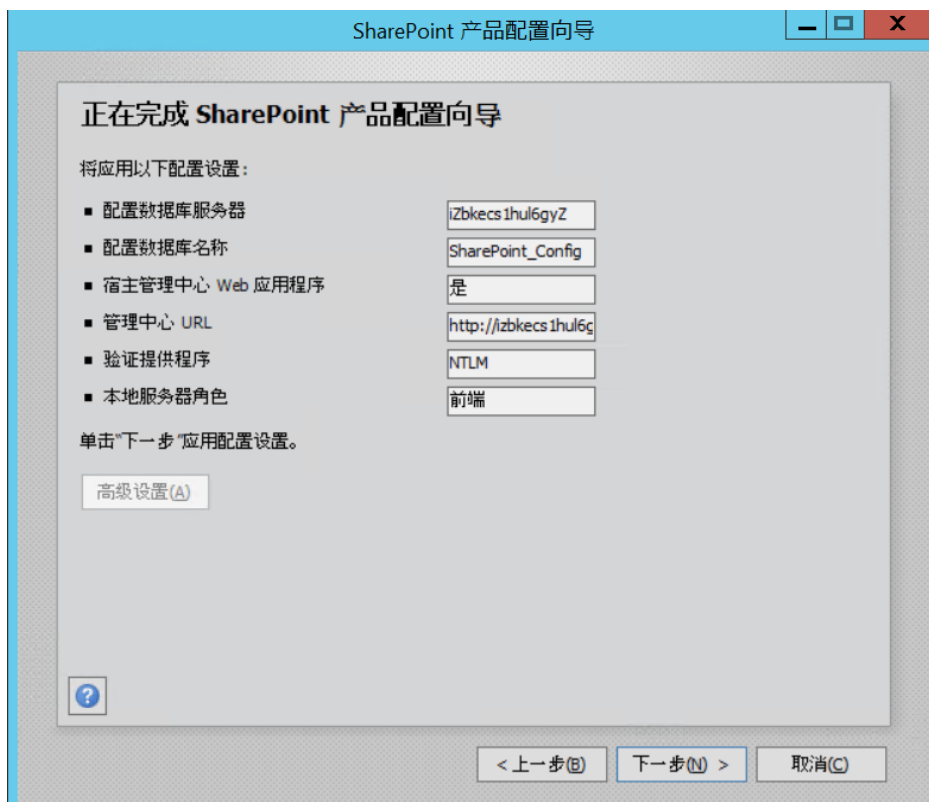 SharePoint 产品配置向导
正在完成 SharePoint 产品配置向导
将应用以下配置设置:
■ 配置数据库服务器 iZbkecs1hul6gyZ
■ 配置数据库名称 SharePoint_Config
■ 宿主管理中心 Web 应用程序 是
■ 管理中心 URL http://izbkecs1hul6g
■ 验证提供程序 NTLM
■ 本地服务器角色 前端
单击"下一步"应用配置设置。
高级设置(A)
< 上一步(B) 下一步(N) > 取消(C)